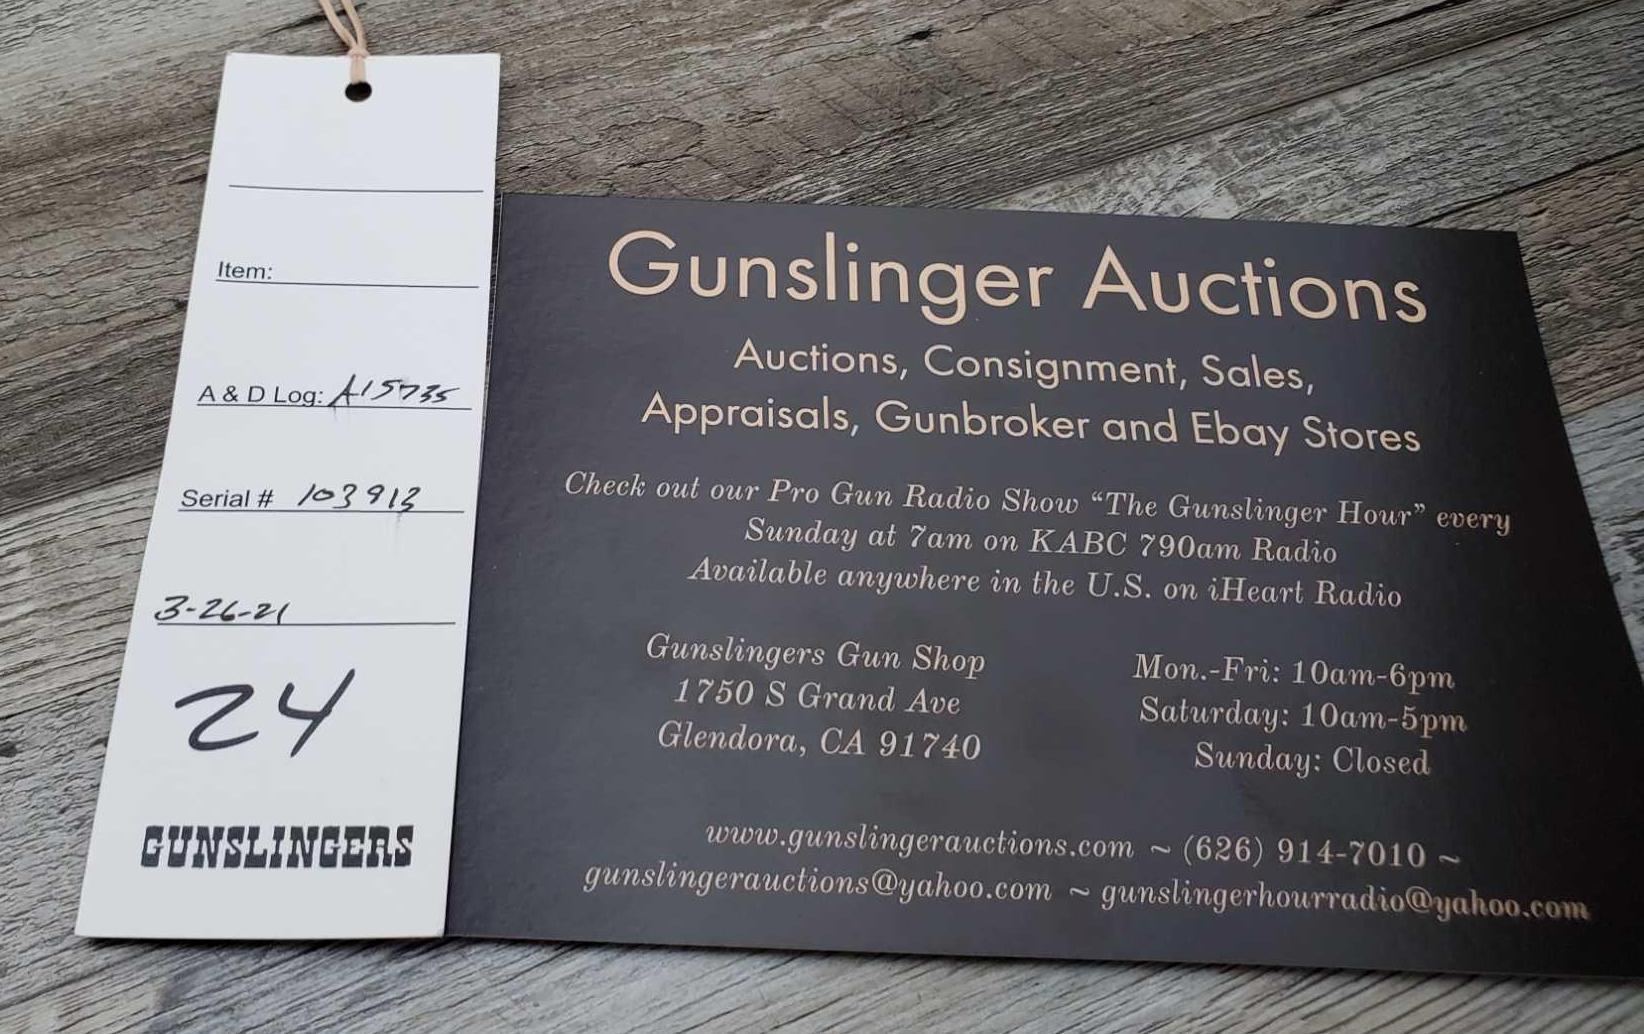 Item:
A & D Log: A15735
Serial # 103913
3-26-21
24
GUNSLINGERS
Gunslinger Auctions
Auctions, Consignment, Sales,
Appraisals, Gunbroker and Ebay Stores
Check out our Pro Gun Radio Show “The Gunslinger Hour” every
Sunday at 7am on KABC 790am Radio
Available anywhere in the U.S. on iHeart Radio
Gunslingers Gun Shop
1750 S Grand Ave
Glendora, CA 91740
Mon.-Fri: 10am-6pm
Saturday: 10am-5pm
Sunday: Closed
www.gunslingerauctions.com ~ (626) 914-7010 ~
gunslingerauctions@yahoo.com ~ gunslingerhourradio@yahoo.com